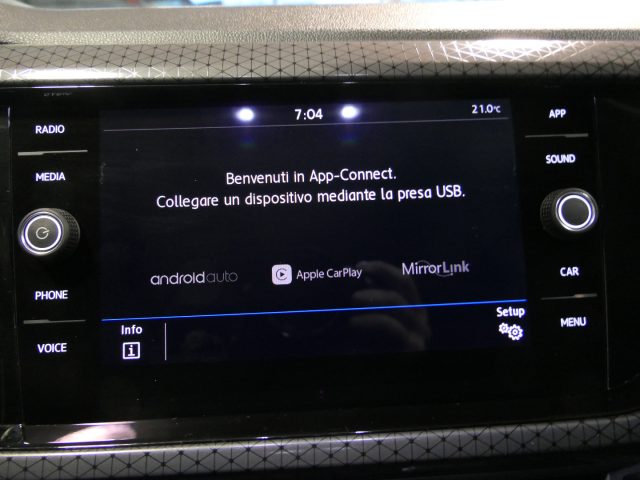 RADIO
MEDIA
PHONE
VOICE
7:04
21.0°C
Benvenuti in App-Connect.
Collegare un dispositivo mediante la presa USB.
androidauto
Apple CarPlay
MirrorLink
Info
i
Setup
APP
SOUND
CAR
MENU